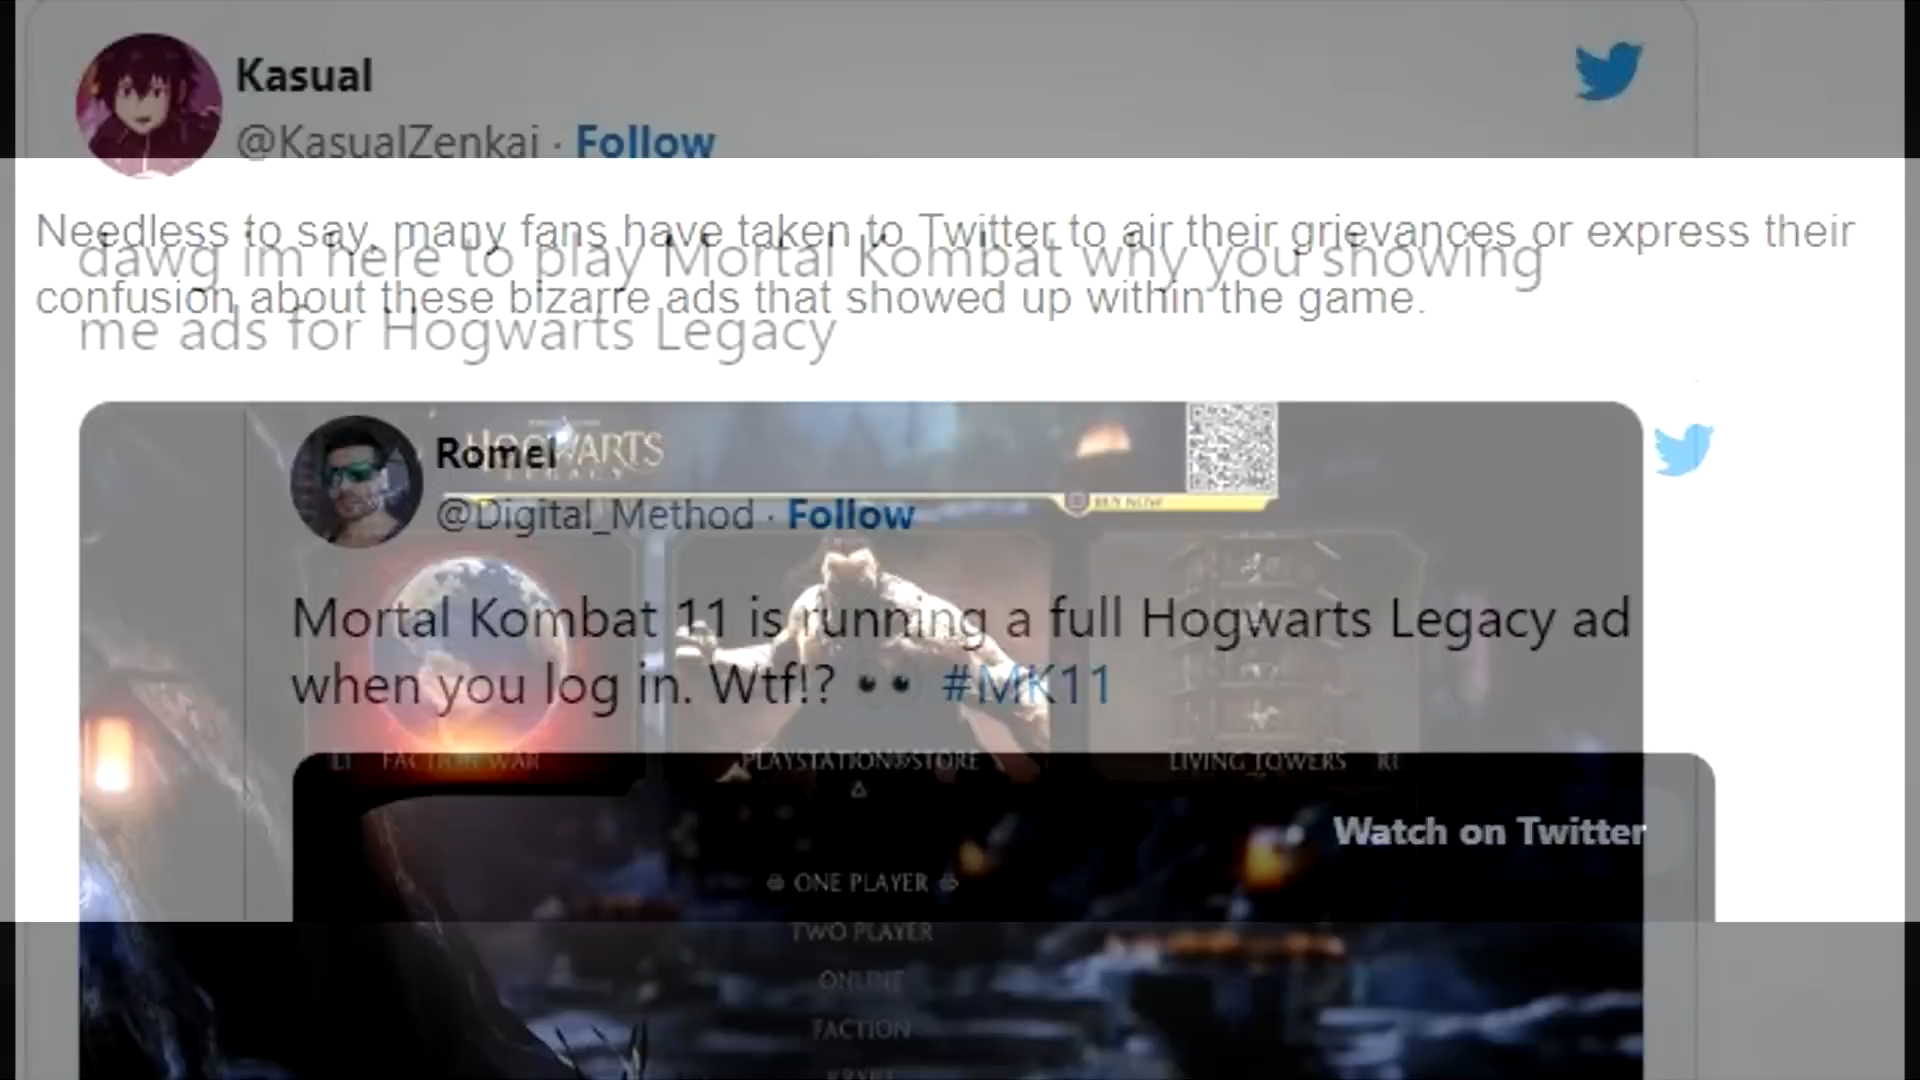 Kasual
@KasualZenkai · Follow
Needless to say, many fans have taken to Twitter to air their grievances or express their
confusion about these bizarre ads that showed up within the game.
dawg im here to play Mortal Kombat why you showing
me ads for Hogwarts Legacy
HOGWARTS
LEGACY
BUY NOW
Romel
@Digital_Method · Follow
Mortal Kombat 11 is running a full Hogwarts Legacy ad
when you log in. Wtf!? 👀 #MK11
FACTION WAR
PLAYSTATION®STORE
LIVING TOWERS
Watch on Twitter
ONE PLAYER
TWO PLAYER
ONLINE
FACTION